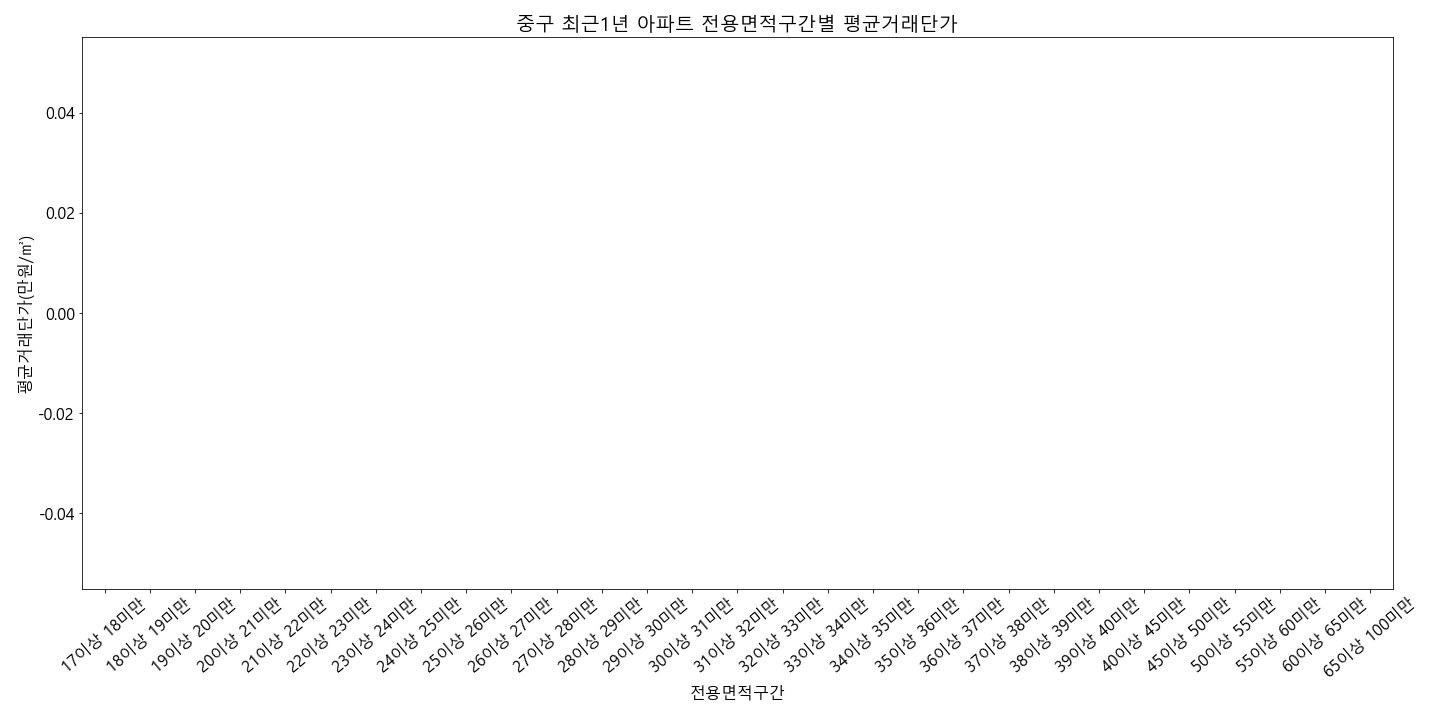 중구 최근1년 아파트 전용면적구간별 평균거래단가
평균거래단가(만원/㎡)
0.04
0.02
0.00
-0.02
-0.04
17이상 18미만
18이상 19미만
19이상 20미만
20이상 21미만
21이상 22미만
22이상 23미만
23이상 24미만
24이상 25미만
25이상 26미만
26이상 27미만
27이상 28미만
28이상 29미만
29이상 30미만
30이상 31미만
31이상 32미만
32이상 33미만
33이상 34미만
34이상 35미만
35이상 36미만
36이상 37미만
37이상 38미만
38이상 39미만
39이상 40미만
40이상 45미만
45이상 50미만
50이상 55미만
55이상 60미만
60이상 65미만
65이상 100미만
전용면적구간